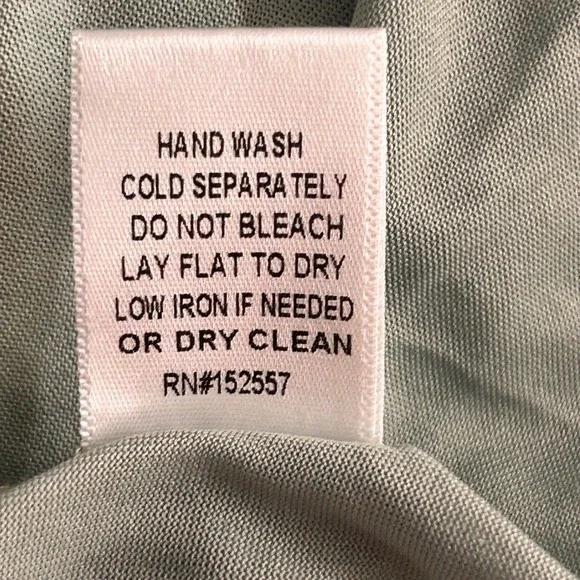 HAND WASH
COLD SEPARATELY
DO NOT BLEACH
LAY FLAT TO DRY
LOW IRON IF NEEDED
OR DRY CLEAN
RN#152557